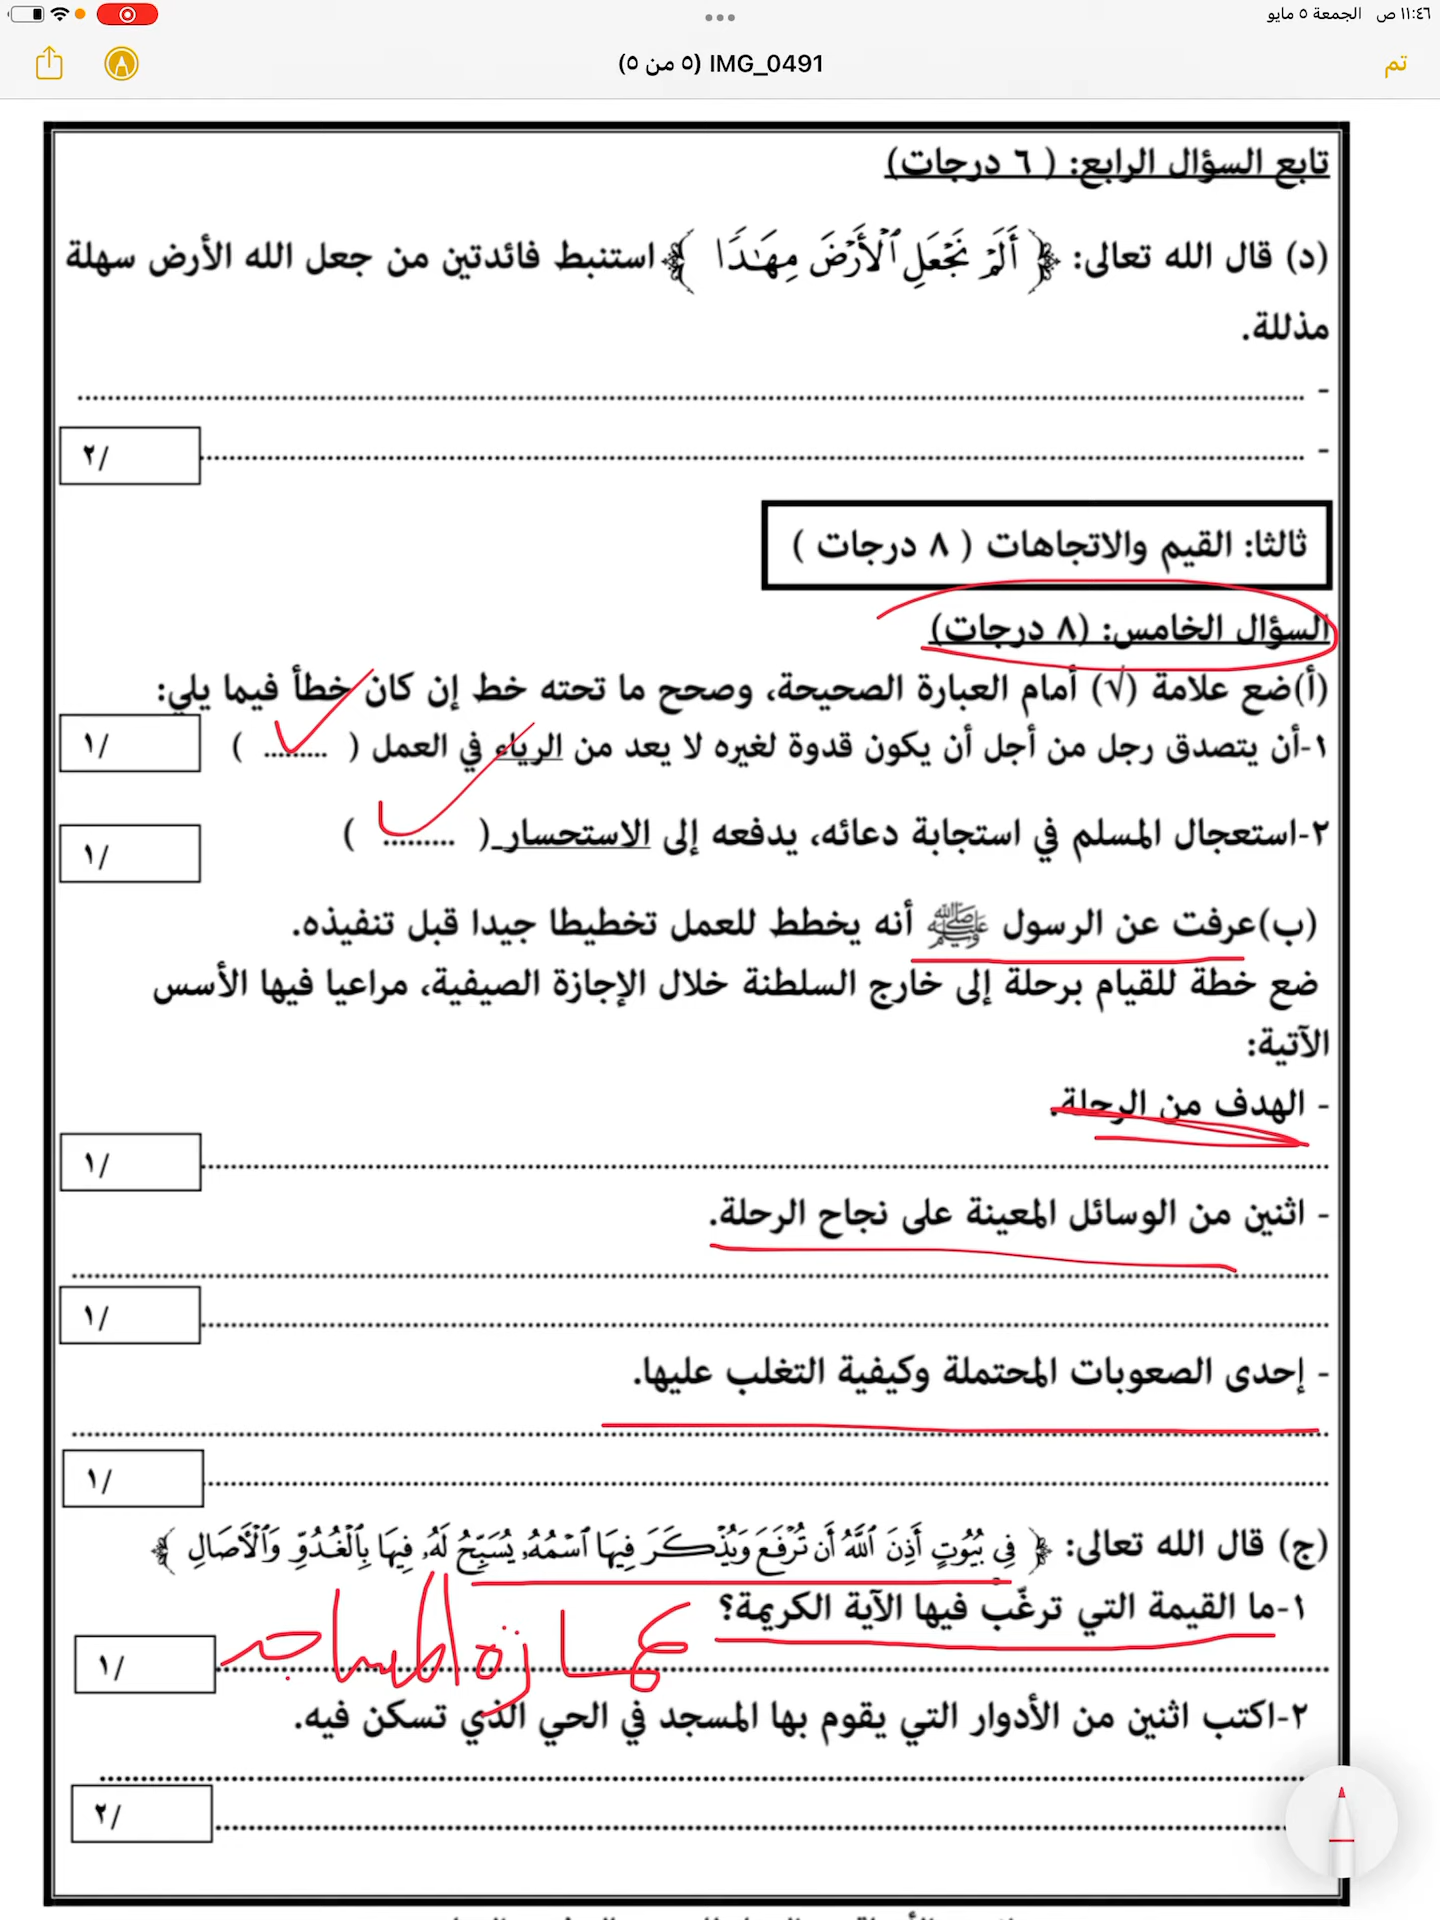 ١١:٤٦ ص الجمعة ٥ مايو
تم
IMG_0491 (٥ من ٥)
تابع السؤال الرابع: ( ٦ درجات)
(د) قال الله تعالى: ﴿ أَلَمْ نَجْعَلِ ٱلْأَرْضَ مِهَـٰدًا ﴾ استنبط فائدتين من جعل الله الأرض سهلة
مذللة.
- ........................................
- ........................................
/٢
ثالثا: القيم والاتجاهات ( ٨ درجات )
السؤال الخامس: (٨ درجات)
(أ)ضع علامة (√) أمام العبارة الصحيحة، وصحح ما تحته خط إن كان خطأ فيما يلي:
١-أن يتصدق رجل من أجل أن يكون قدوة لغيره لا يعد من الرياء في العمل ( ......... )
/١
٢-استعجال المسلم في استجابة دعائه، يدفعه إلى الاستحسار ( .......... )
/١
(ب)عرفت عن الرسول ﷺ أنه يخطط للعمل تخطيطا جيدا قبل تنفيذه.
ضع خطة للقيام برحلة إلى خارج السلطنة خلال الإجازة الصيفية، مراعيا فيها الأسس
الآتية:
- الهدف من الرحلة.
/١
- اثنين من الوسائل المعينة على نجاح الرحلة.
/١
- إحدى الصعوبات المحتملة وكيفية التغلب عليها.
/١
(ج) قال الله تعالى: ﴿ فِي بُيُوتٍ أَذِنَ ٱللَّهُ أَن تُرْفَعَ وَيُذْكَرَ فِيهَا ٱسْمُهُۥ يُسَبِّحُ لَهُۥ فِيهَا بِٱلْغُدُوِّ وَٱلْأَصَالِ ﴾
١-ما القيمة التي ترغّب فيها الآية الكريمة؟
عمارة المساجد
/١
٢-اكتب اثنين من الأدوار التي يقوم بها المسجد في الحي الذي تسكن فيه.
/٢